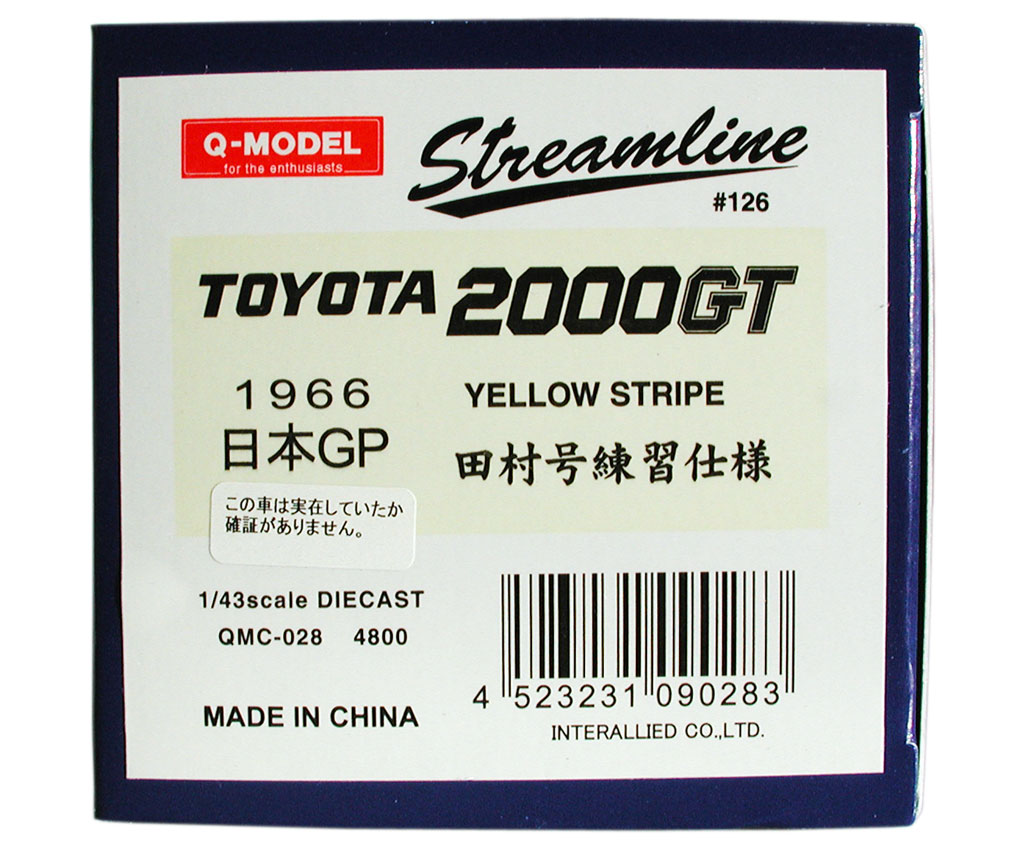 Q-MODEL
for the enthusiasts
Streamline
#126
TOYOTA 2000GT
1966 YELLOW STRIPE
日本GP 田村号練習仕様
この車は実在していたか
確証がありません。
1/43scale DIECAST
QMC-028 4800
MADE IN CHINA
4 523231 090283
INTERALLIED CO.,LTD.